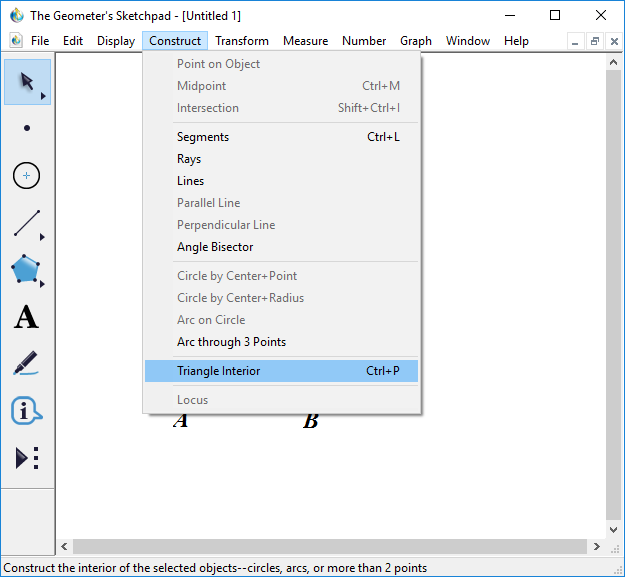 The Geometer's Sketchpad - [Untitled 1]
File Edit Display Construct Transform Measure Number Graph Window Help
Point on Object
Midpoint Ctrl+M
Intersection Shift+Ctrl+I
Segments Ctrl+L
Rays
Lines
Parallel Line
Perpendicular Line
Angle Bisector
Circle by Center+Point
Circle by Center+Radius
Arc on Circle
Arc through 3 Points
Triangle Interior Ctrl+P
Locus
A
A B
Construct the interior of the selected objects--circles, arcs, or more than 2 points